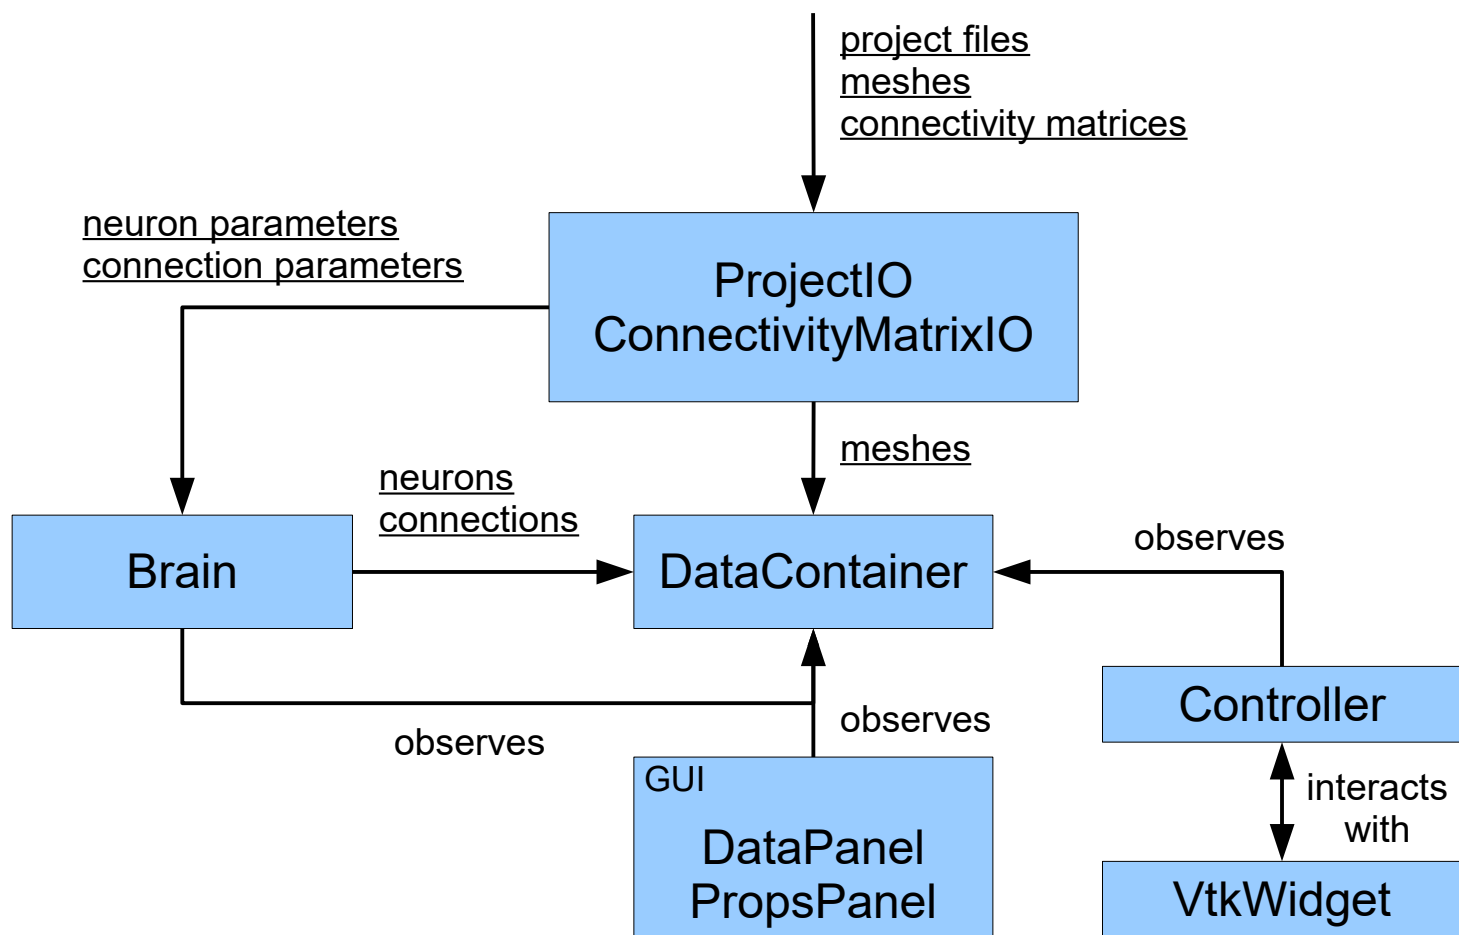 project files
meshes
connectivity matrices
neuron parameters
connection parameters
ProjectIO
ConnectivityMatrixIO
meshes
neurons
connections
observes
Brain
DataContainer
Controller
observes
observes
GUI
DataPanel
PropsPanel
interacts
with
VtkWidget